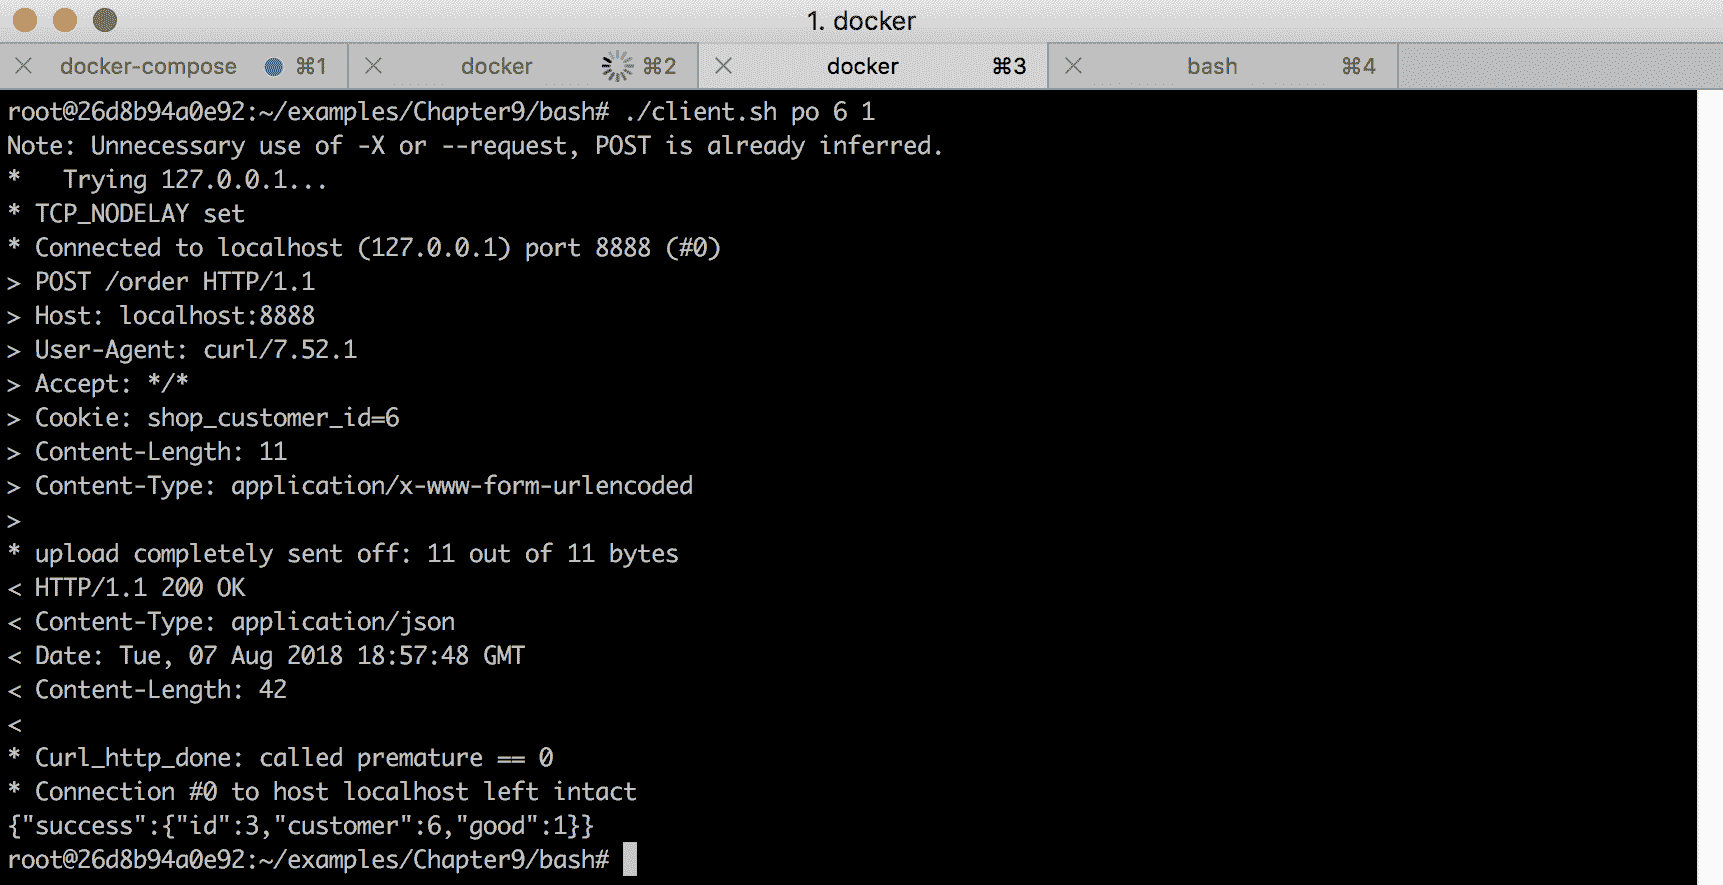 1. docker
docker-compose ⌘1 docker ⌘2 docker ⌘3 bash ⌘4
root@26d8b94a0e92:~/examples/Chapter9/bash# ./client.sh po 6 1
Note: Unnecessary use of -X or --request, POST is already inferred.
*   Trying 127.0.0.1...
* TCP_NODELAY set
* Connected to localhost (127.0.0.1) port 8888 (#0)
> POST /order HTTP/1.1
> Host: localhost:8888
> User-Agent: curl/7.52.1
> Accept: */*
> Cookie: shop_customer_id=6
> Content-Length: 11
> Content-Type: application/x-www-form-urlencoded
>
* upload completely sent off: 11 out of 11 bytes
< HTTP/1.1 200 OK
< Content-Type: application/json
< Date: Tue, 07 Aug 2018 18:57:48 GMT
< Content-Length: 42
<
* Curl_http_done: called premature == 0
* Connection #0 to host localhost left intact
{"success":{"id":3,"customer":6,"good":1}}
root@26d8b94a0e92:~/examples/Chapter9/bash#